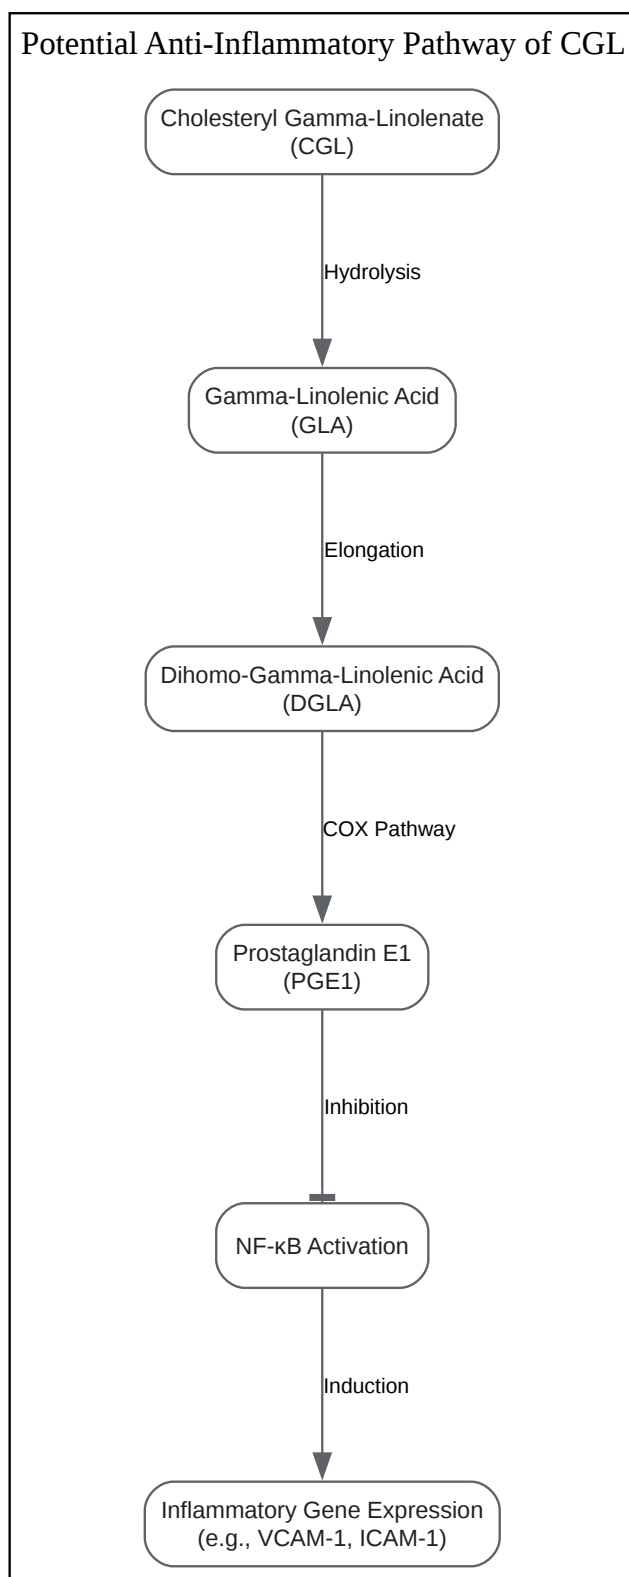 Potential Anti-Inflammatory Pathway of CGL
Cholesteryl Gamma-Linolenate
(CGL)
Hydrolysis
Gamma-Linolenic Acid
(GLA)
Elongation
Dihomo-Gamma-Linolenic Acid
(DGLA)
COX Pathway
Prostaglandin E1
(PGE1)
Inhibition
NF-κB Activation
Induction
Inflammatory Gene Expression
(e.g., VCAM-1, ICAM-1)